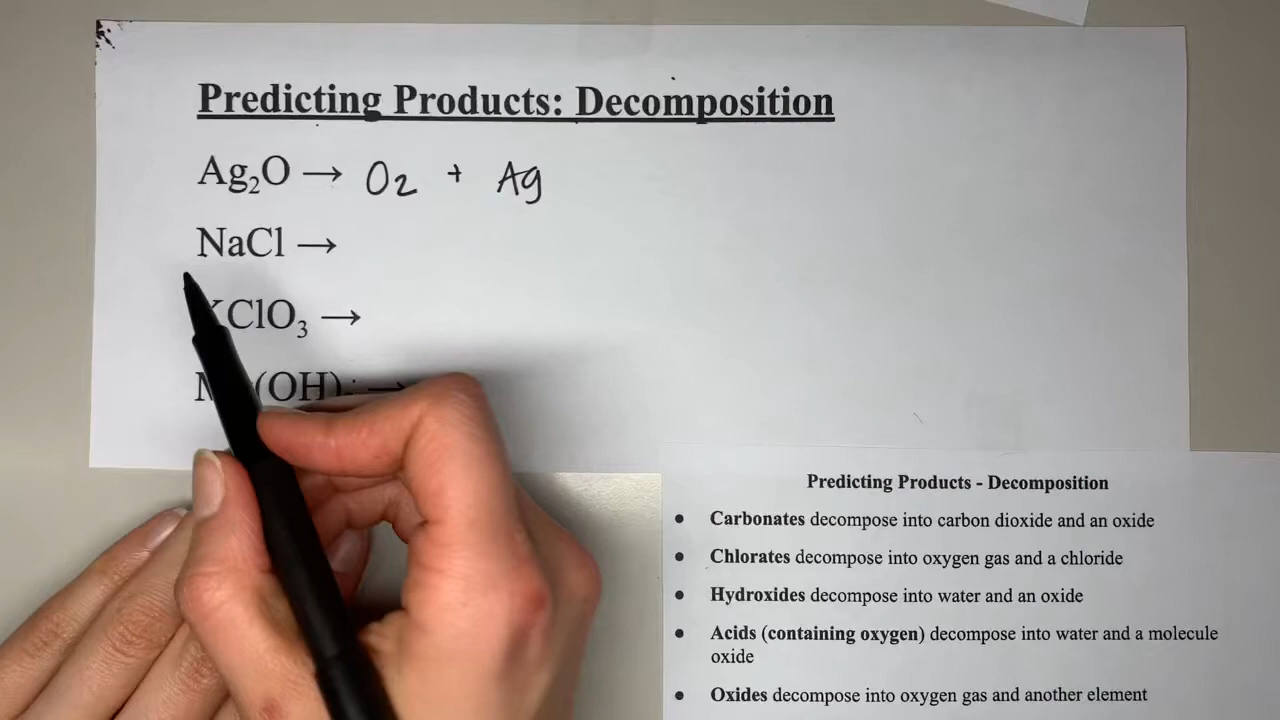 Predicting Products: Decomposition
Ag₂O → O₂ + Ag
NaCl →
ClO₃ →
(OH) →
Predicting Products - Decomposition
● Carbonates decompose into carbon dioxide and an oxide
● Chlorates decompose into oxygen gas and a chloride
● Hydroxides decompose into water and an oxide
● Acids (containing oxygen) decompose into water and a molecule
oxide
● Oxides decompose into oxygen gas and another element